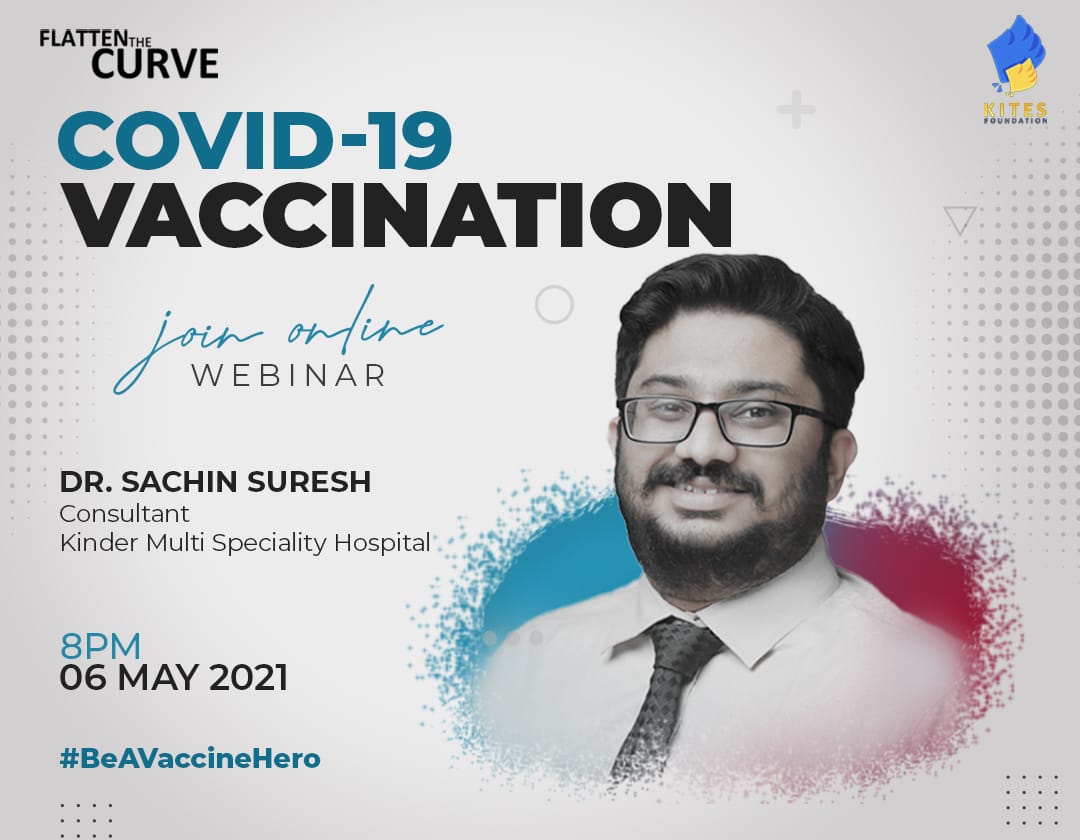 FLATTEN THE
CURVE
KITES
FOUNDATION
COVID-19
VACCINATION
join online
WEBINAR
DR. SACHIN SURESH
Consultant
Kinder Multi Speciality Hospital
8PM
06 MAY 2021
#BeAVaccineHero